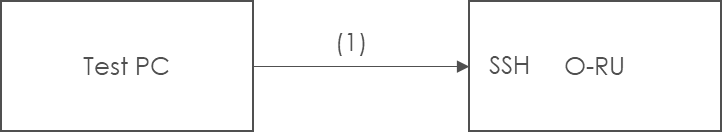 (1)
Test PC
SSH O-RU